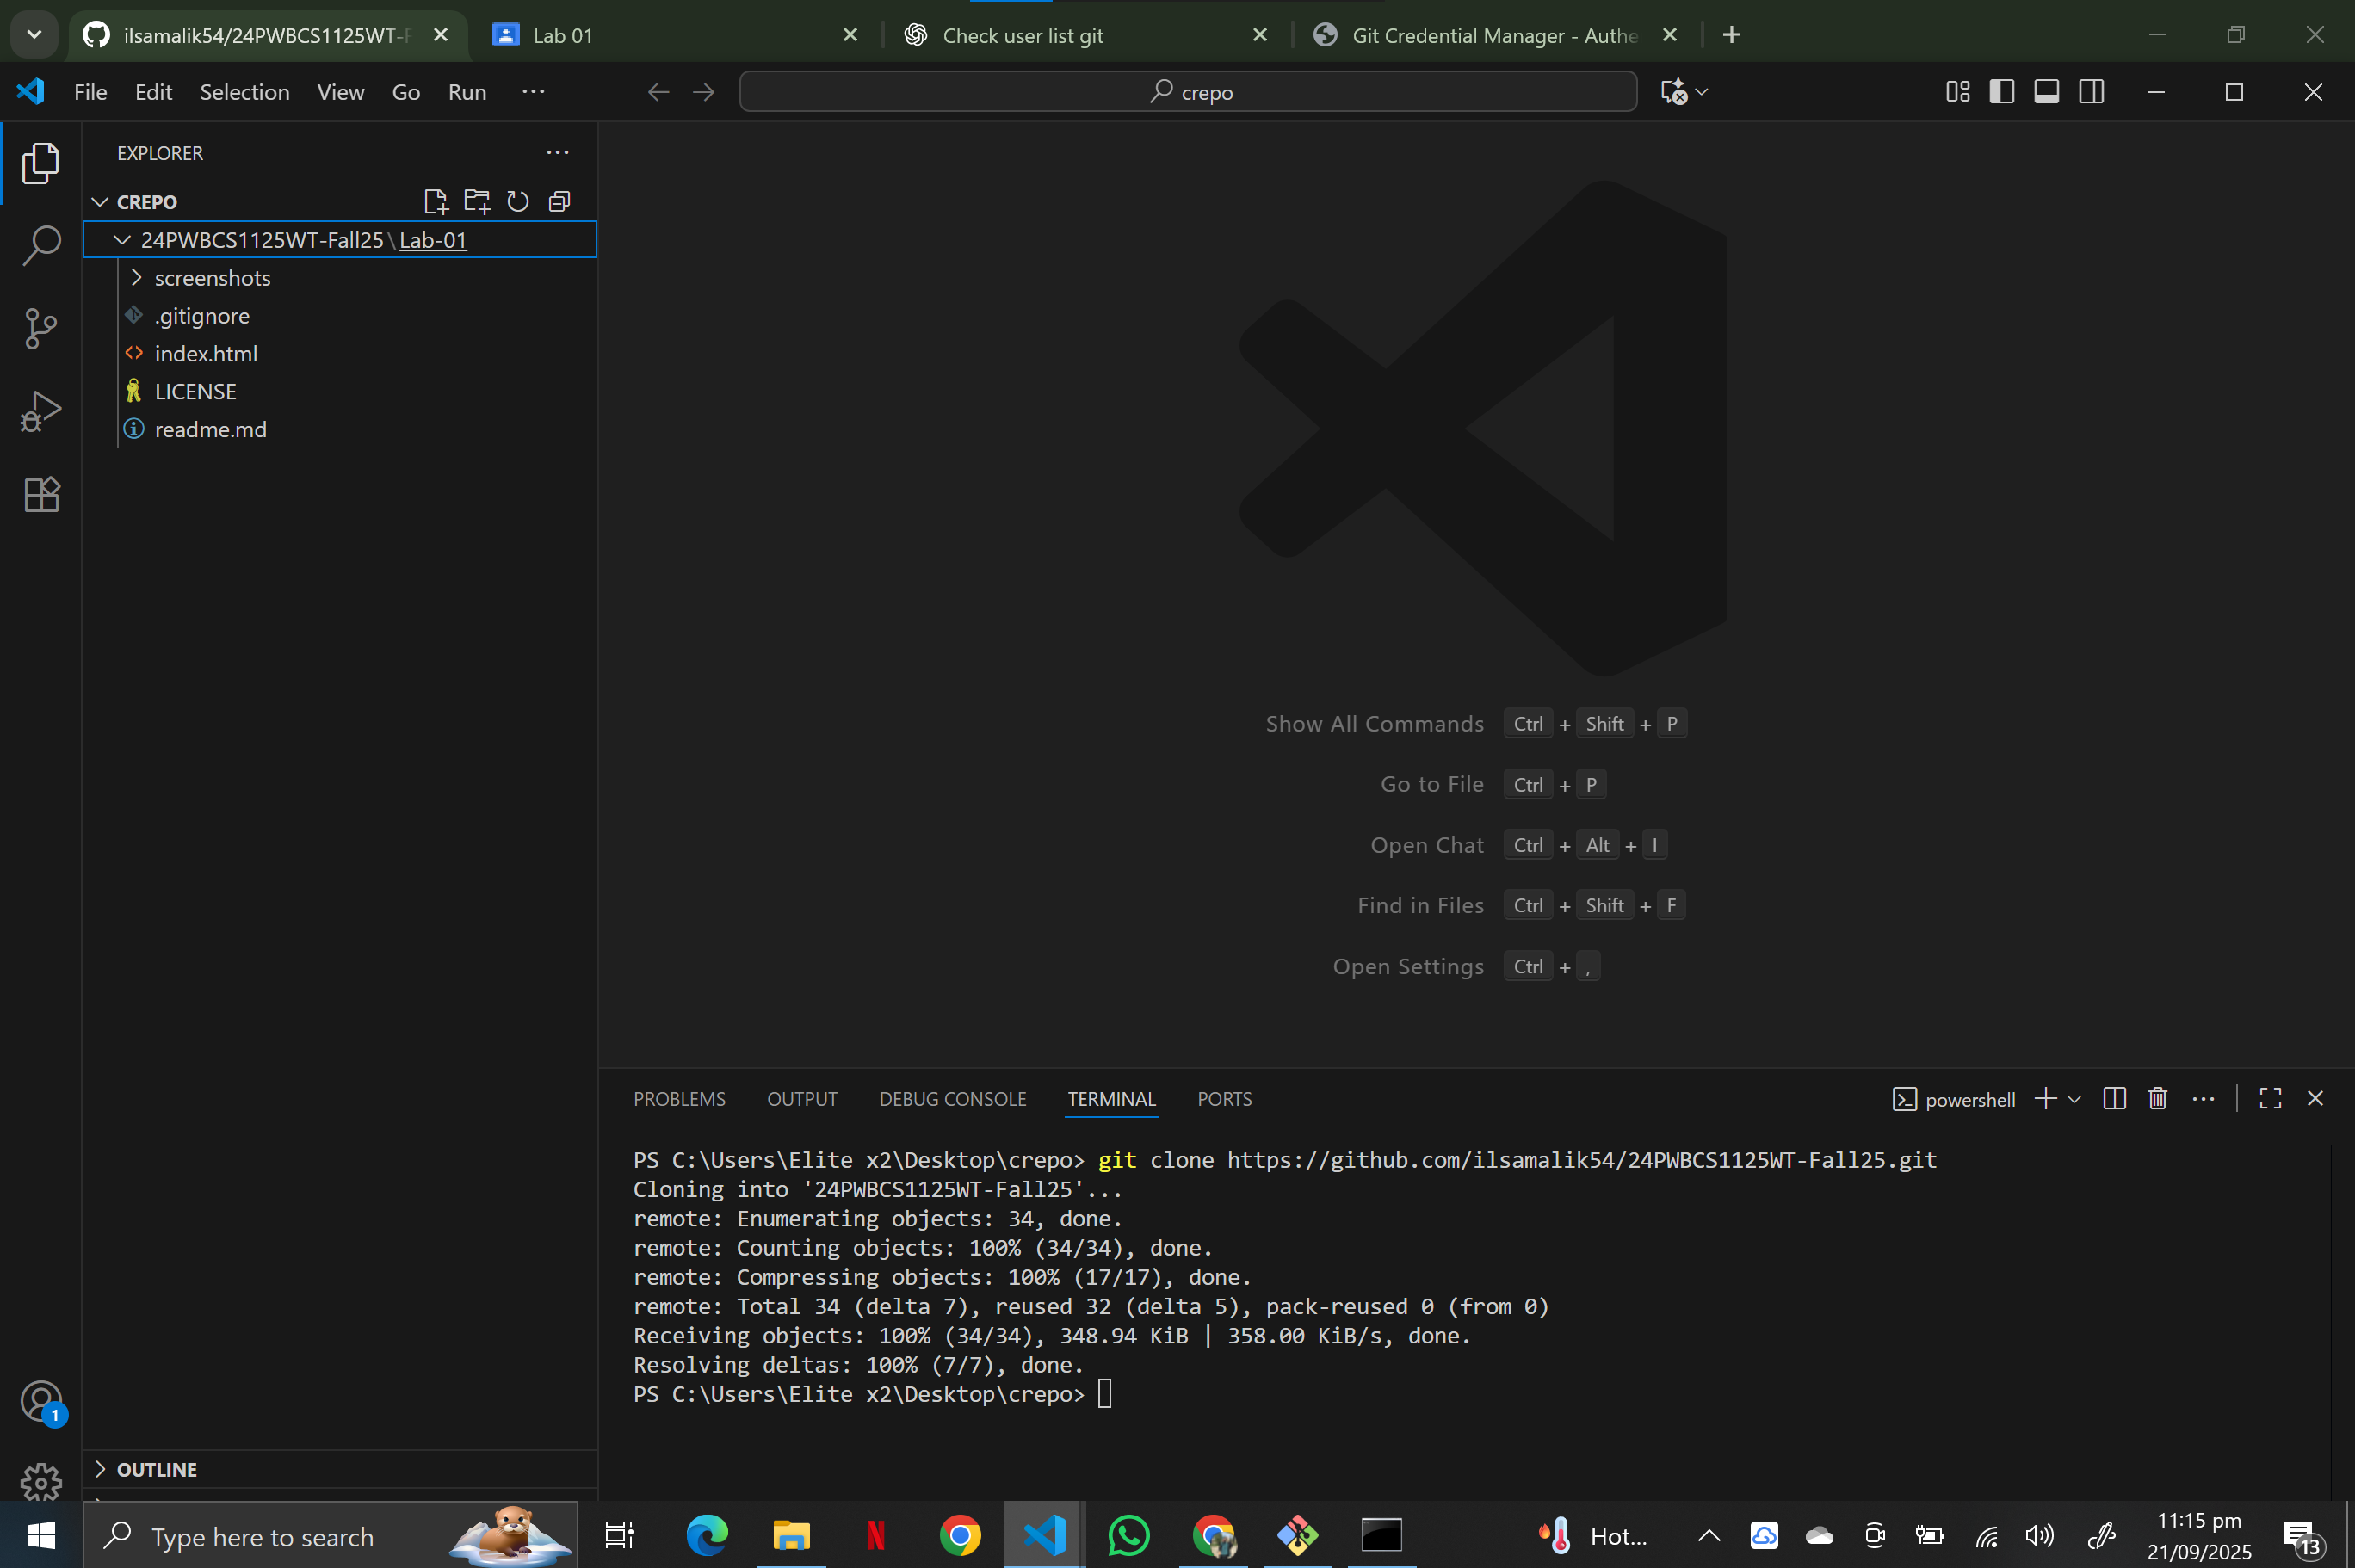 ilsamalik54/24PWBCS1125WT-F
Lab 01
Check user list git
Git Credential Manager - Authe
File Edit Selection View Go Run ···
crepo
EXPLORER
CREPO
24PWBCS1125WT-Fall25\Lab-01
screenshots
.gitignore
index.html
LICENSE
readme.md
Show All Commands Ctrl + Shift + P
Go to File Ctrl + P
Open Chat Ctrl + Alt + I
Find in Files Ctrl + Shift + F
Open Settings Ctrl + ,
PROBLEMS OUTPUT DEBUG CONSOLE TERMINAL PORTS
powershell
PS C:\Users\Elite x2\Desktop\crepo> git clone https://github.com/ilsamalik54/24PWBCS1125WT-Fall25.git
Cloning into '24PWBCS1125WT-Fall25'...
remote: Enumerating objects: 34, done.
remote: Counting objects: 100% (34/34), done.
remote: Compressing objects: 100% (17/17), done.
remote: Total 34 (delta 7), reused 32 (delta 5), pack-reused 0 (from 0)
Receiving objects: 100% (34/34), 348.94 KiB | 358.00 KiB/s, done.
Resolving deltas: 100% (7/7), done.
PS C:\Users\Elite x2\Desktop\crepo>
1
OUTLINE
Type here to search
N
Hot...
11:15 pm
21/09/2025
13